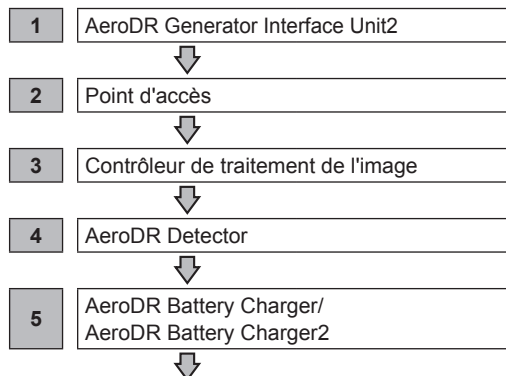 1 AeroDR Generator Interface Unit2
2 Point d'accès
3 Contrôleur de traitement de l'image
4 AeroDR Detector
5 AeroDR Battery Charger/
AeroDR Battery Charger2